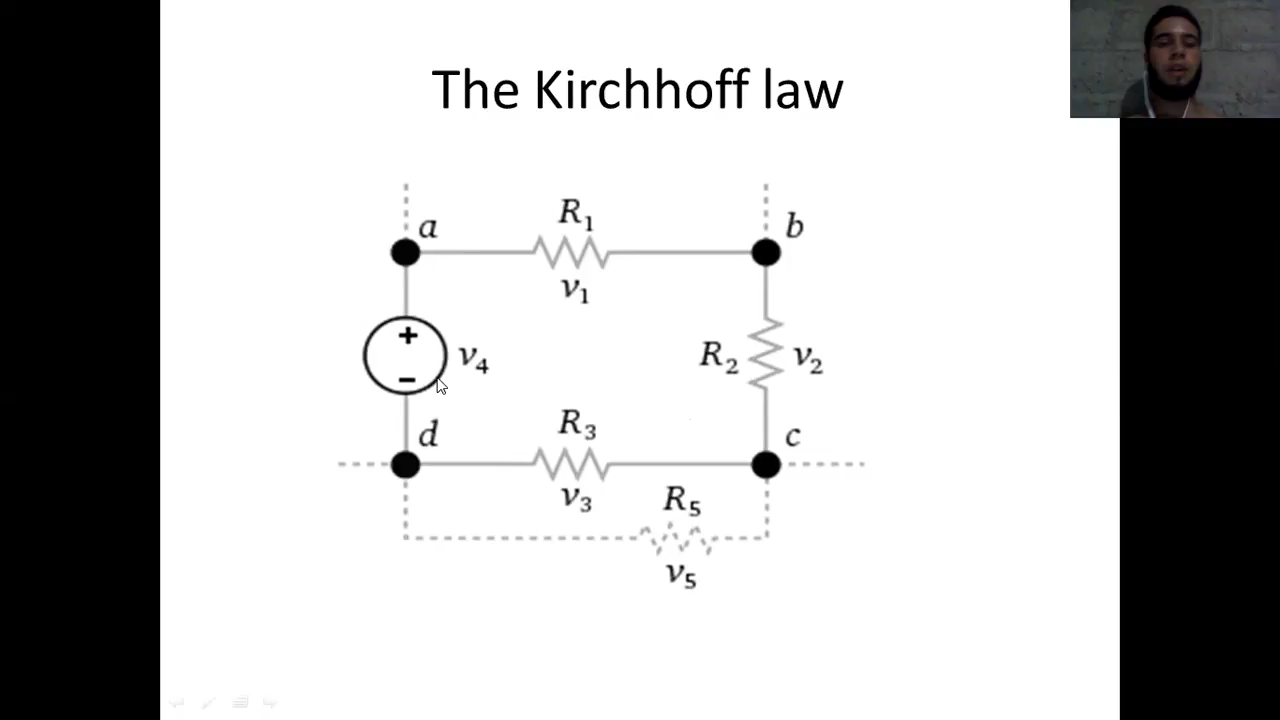 The Kirchhoff law
R1
a
b
v1
+
v4
R2
v2
−
R3
d
c
v3
R5
v5